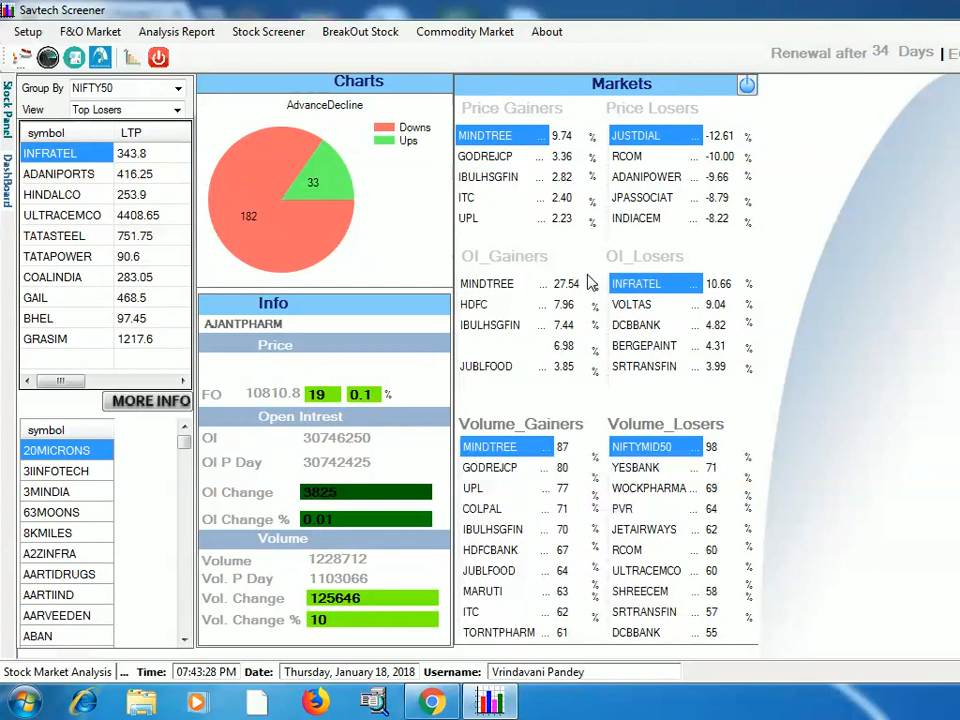 Savtech Screener
Setup F&O Market Analysis Report Stock Screener BreakOut Stock Commodity Market About
Renewal after 34 Days |
Stock Panel
DashBoard
Group By NIFTY50
View Top Losers
symbol LTP
INFRATEL 343.8
ADANIPORTS 416.25
HINDALCO 253.9
ULTRACEMCO 4408.65
TATASTEEL 751.75
TATAPOWER 90.6
COALINDIA 283.05
GAIL 468.5
BHEL 97.45
GRASIM 1217.6
MORE INFO
symbol
20MICRONS
3IINFOTECH
3MINDIA
63MOONS
8KMILES
A2ZINFRA
AARTIDRUGS
AARTIIND
AARVEEDEN
ABAN
Charts
AdvanceDecline
Downs
Ups
33
182
Info
AJANTPHARM
Price
FO 10810.8 19 0.1 %
Open Intrest
OI 30746250
OI P Day 30742425
OI Change 3825
OI Change % 0.01
Volume
Volume 1228712
Vol. P Day 1103066
Vol. Change 125646
Vol. Change % 10
Markets
Price Gainers Price Losers
MINDTREE ... 9.74 % JUSTDIAL ... -12.61 %
GODREJCP ... 3.36 % RCOM ... -10.00 %
IBULHSGFIN ... 2.82 % ADANIPOWER ... -9.66 %
ITC ... 2.40 % JPASSOCIAT ... -8.79 %
UPL ... 2.23 % INDIACEM ... -8.22 %
OI_Gainers OI_Losers
MINDTREE ... 27.54 % INFRATEL ... 10.66 %
HDFC ... 7.96 % VOLTAS ... 9.04 %
IBULHSGFIN ... 7.44 % DCBBANK ... 4.82 %
6.98 % BERGEPAINT ... 4.31 %
JUBLFOOD ... 3.85 % SRTRANSFIN ... 3.99 %
Volume_Gainers Volume_Losers
MINDTREE ... 87 % NIFTYMID50 ... 98 %
GODREJCP ... 80 % YESBANK ... 71 %
UPL ... 77 % WOCKPHARMA ... 69 %
COLPAL ... 71 % PVR ... 64 %
IBULHSGFIN ... 70 % JETAIRWAYS ... 62 %
HDFCBANK ... 67 % RCOM ... 60 %
JUBLFOOD ... 64 % ULTRACEMCO ... 60 %
MARUTI ... 63 % SHREECEM ... 58 %
ITC ... 62 % SRTRANSFIN ... 57 %
TORNTPHARM ... 61 % DCBBANK ... 55 %
Stock Market Analysis ... Time: 07:43:28 PM Date: Thursday, January 18, 2018 Username: Vrindavani Pandey